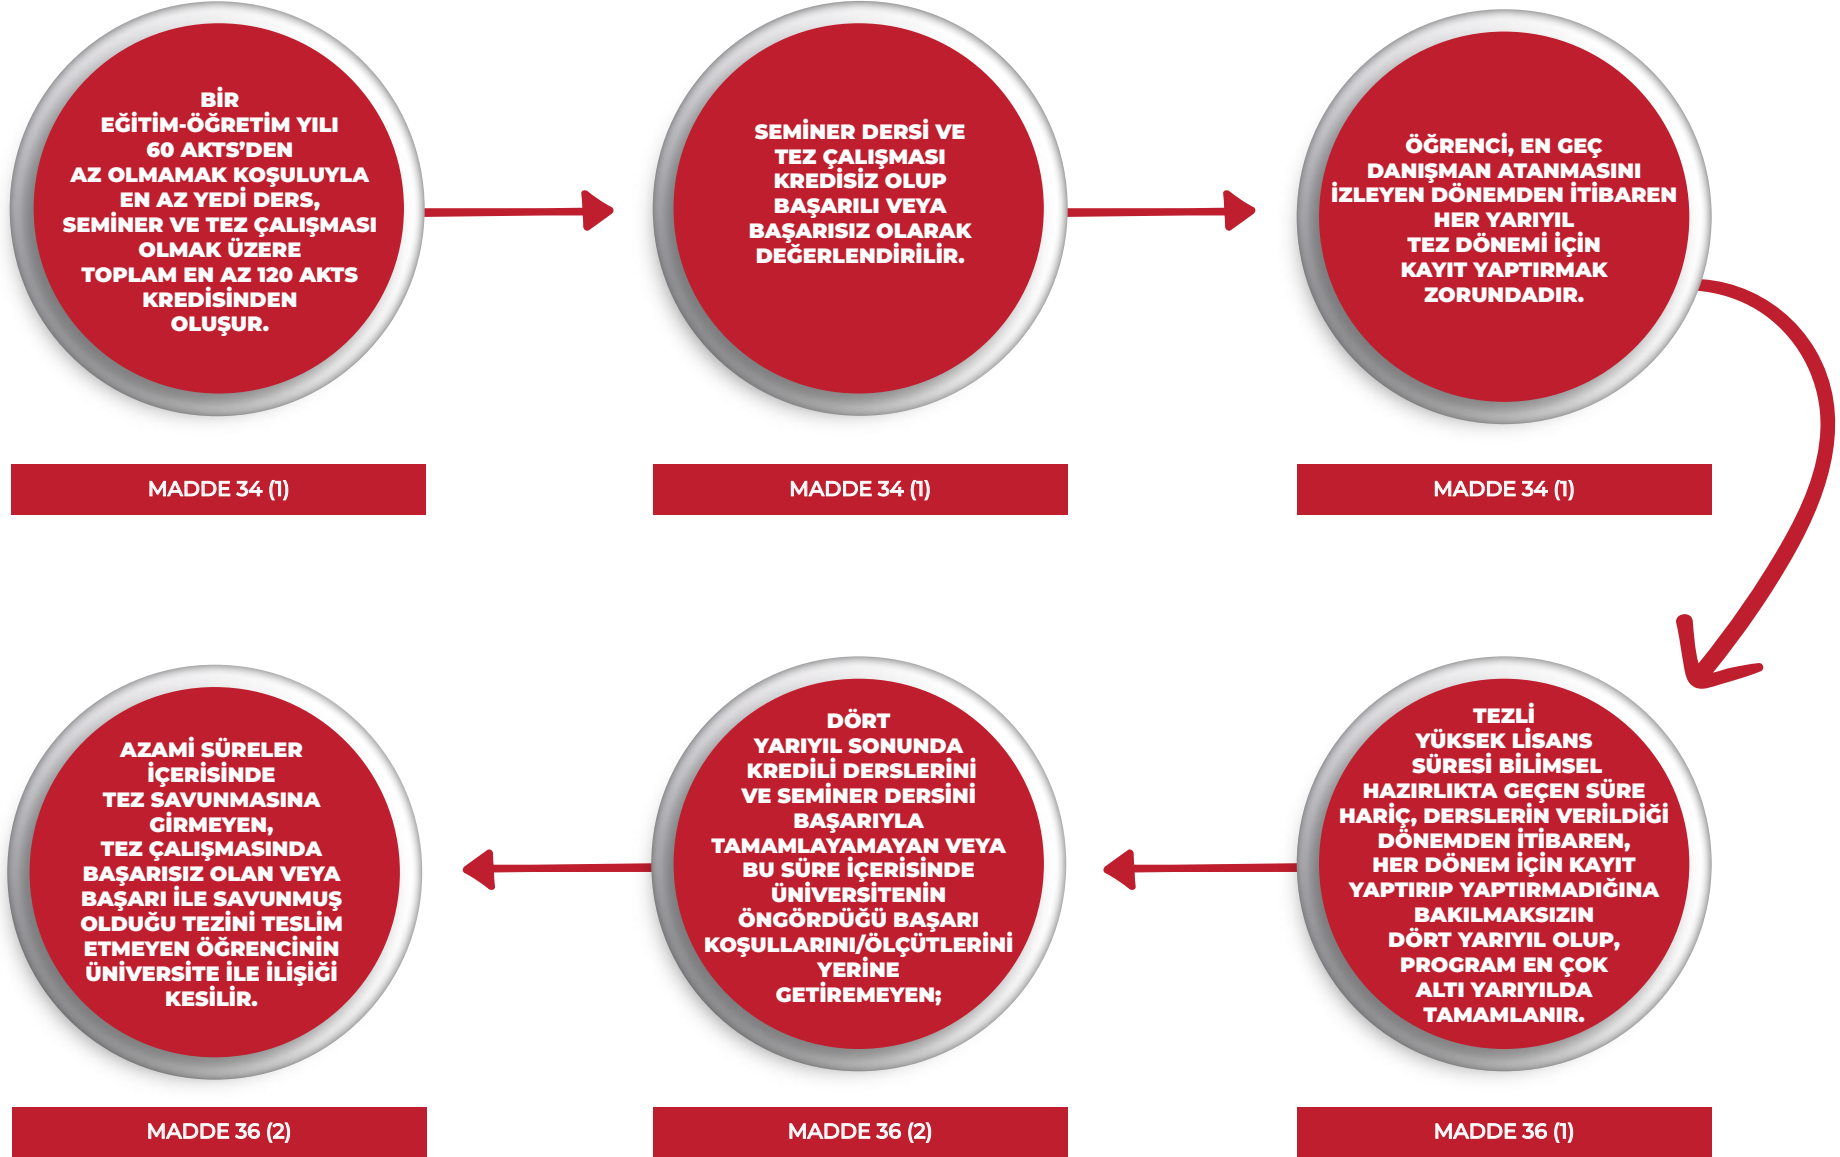 BİR
EĞİTİM-ÖĞRETİM YILI
60 AKTS’DEN
AZ OLMAMAK KOŞULUYLA
EN AZ YEDİ DERS,
SEMİNER VE TEZ ÇALIŞMASI
OLMAK ÜZERE
TOPLAM EN AZ 120 AKTS
KREDİSİNDEN
OLUŞUR.
MADDE 34 (1)
SEMİNER DERSİ VE
TEZ ÇALIŞMASI
KREDİSİZ OLUP
BAŞARILI VEYA
BAŞARISIZ OLARAK
DEĞERLENDİRİLİR.
MADDE 34 (1)
ÖĞRENCİ, EN GEÇ
DANIŞMAN ATANMASINI
İZLEYEN DÖNEMDEN İTİBAREN
HER YARIYIL
TEZ DÖNEMİ İÇİN
KAYIT YAPTIRMAK
ZORUNDADIR.
MADDE 34 (1)
TEZLİ
YÜKSEK LİSANS
SÜRESİ BİLİMSEL
HAZIRLIKTA GEÇEN SÜRE
HARİÇ, DERSLERİN VERİLDİĞİ
DÖNEMDEN İTİBAREN,
HER DÖNEM İÇİN KAYIT
YAPTIRIP YAPTIRMADIĞINA
BAKILMAKSIZIN
DÖRT YARIYIL OLUP,
PROGRAM EN ÇOK
ALTI YARIYILDA
TAMAMLANIR.
MADDE 36 (1)
DÖRT
YARIYIL SONUNDA
KREDİLİ DERSLERİNİ
VE SEMİNER DERSİNİ
BAŞARIYLA
TAMAMLAYAMAYAN VEYA
BU SÜRE İÇERİSİNDE
ÜNİVERSİTENİN
ÖNGÖRDÜĞÜ BAŞARI
KOŞULLARINI/ÖLÇÜTLERİNİ
YERİNE
GETİREMEYEN;
MADDE 36 (2)
AZAMİ SÜRELER
İÇERİSİNDE
TEZ SAVUNMASINA
GİRMEYEN,
TEZ ÇALIŞMASINDA
BAŞARISIZ OLAN VEYA
BAŞARI İLE SAVUNMUŞ
OLDUĞU TEZİNİ TESLİM
ETMEYEN ÖĞRENCİNİN
ÜNİVERSİTE İLE İLİŞİĞİ
KESİLİR.
MADDE 36 (2)